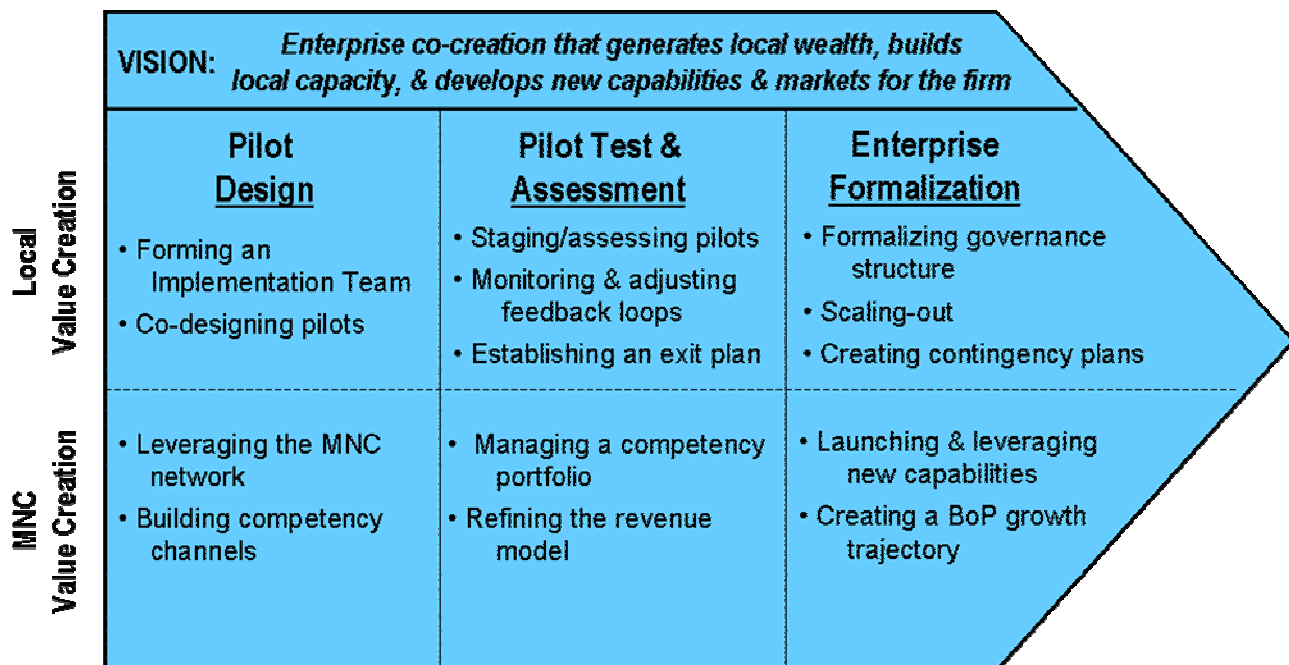 VISION: Enterprise co-creation that generates local wealth, builds
local capacity, & develops new capabilities & markets for the firm
Local
Value Creation
Pilot
Design
• Forming an
Implementation Team
• Co-designing pilots
Pilot Test &
Assessment
• Staging/assessing pilots
• Monitoring & adjusting
feedback loops
• Establishing an exit plan
Enterprise
Formalization
• Formalizing governance
structure
• Scaling-out
• Creating contingency plans
MNC
Value Creation
• Leveraging the MNC
network
• Building competency
channels
• Managing a competency
portfolio
• Refining the revenue
model
• Launching & leveraging
new capabilities
• Creating a BoP growth
trajectory